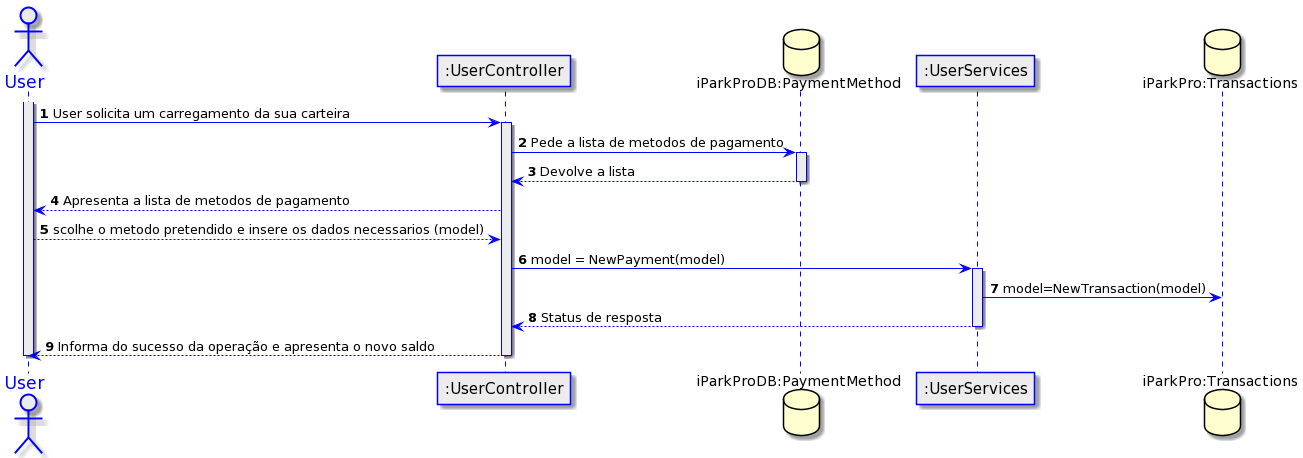 User
:UserController
iParkProDB:PaymentMethod
:UserServices
iParkPro:Transactions
1 User solicita um carregamento da sua carteira
2 Pede a lista de metodos de pagamento
3 Devolve a lista
4 Apresenta a lista de metodos de pagamento
5 scolhe o metodo pretendido e insere os dados necessarios (model)
6 model = NewPayment(model)
7 model=NewTransaction(model)
8 Status de resposta
9 Informa do sucesso da operação e apresenta o novo saldo
User
:UserController
iParkProDB:PaymentMethod
:UserServices
iParkPro:Transactions